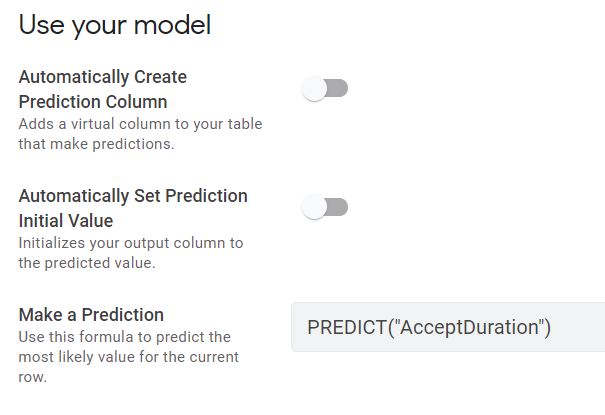 Use your model
Automatically Create
Prediction Column
Adds a virtual column to your table
that make predictions.
Automatically Set Prediction
Initial Value
Initializes your output column to
the predicted value.
Make a Prediction
Use this formula to predict the
most likely value for the current
row.
PREDICT("AcceptDuration")